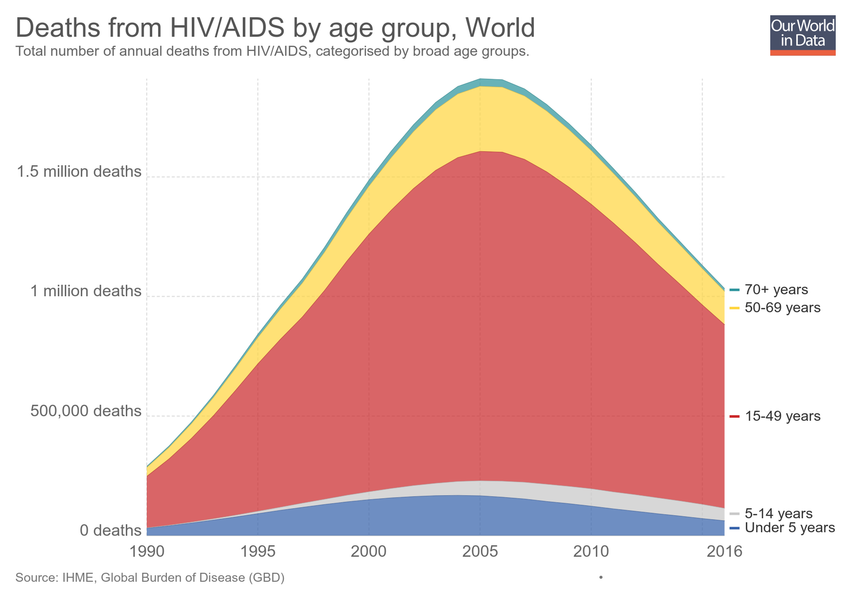 Deaths from HIV/AIDS by age group, World
Total number of annual deaths from HIV/AIDS, categorised by broad age groups.
Our World
in Data
1.5 million deaths
1 million deaths
500,000 deaths
0 deaths
70+ years
50-69 years
15-49 years
5-14 years
Under 5 years
1990
1995
2000
2005
2010
2016
Source: IHME, Global Burden of Disease (GBD)